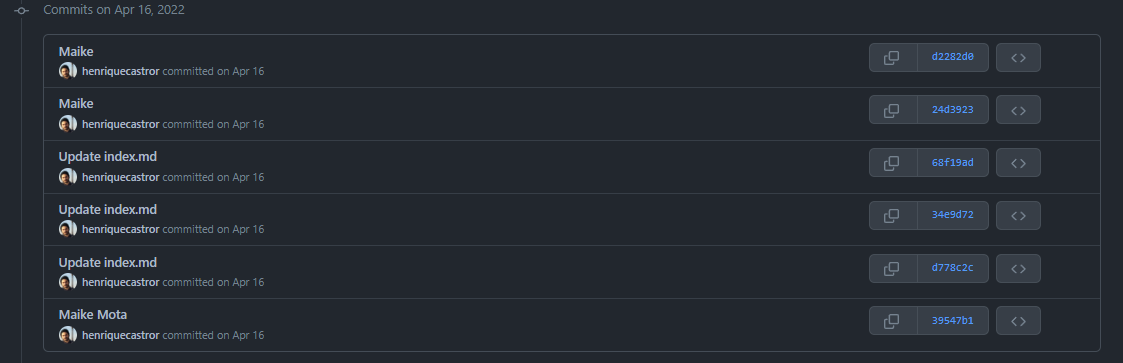 Commits on Apr 16, 2022
Maike
d2282d0
henriquecastror committed on Apr 16
Maike
24d3923
henriquecastror committed on Apr 16
Update index.md
68f19ad
henriquecastror committed on Apr 16
Update index.md
34e9d72
henriquecastror committed on Apr 16
Update index.md
d778c2c
henriquecastror committed on Apr 16
Maike Mota
39547b1
henriquecastror committed on Apr 16